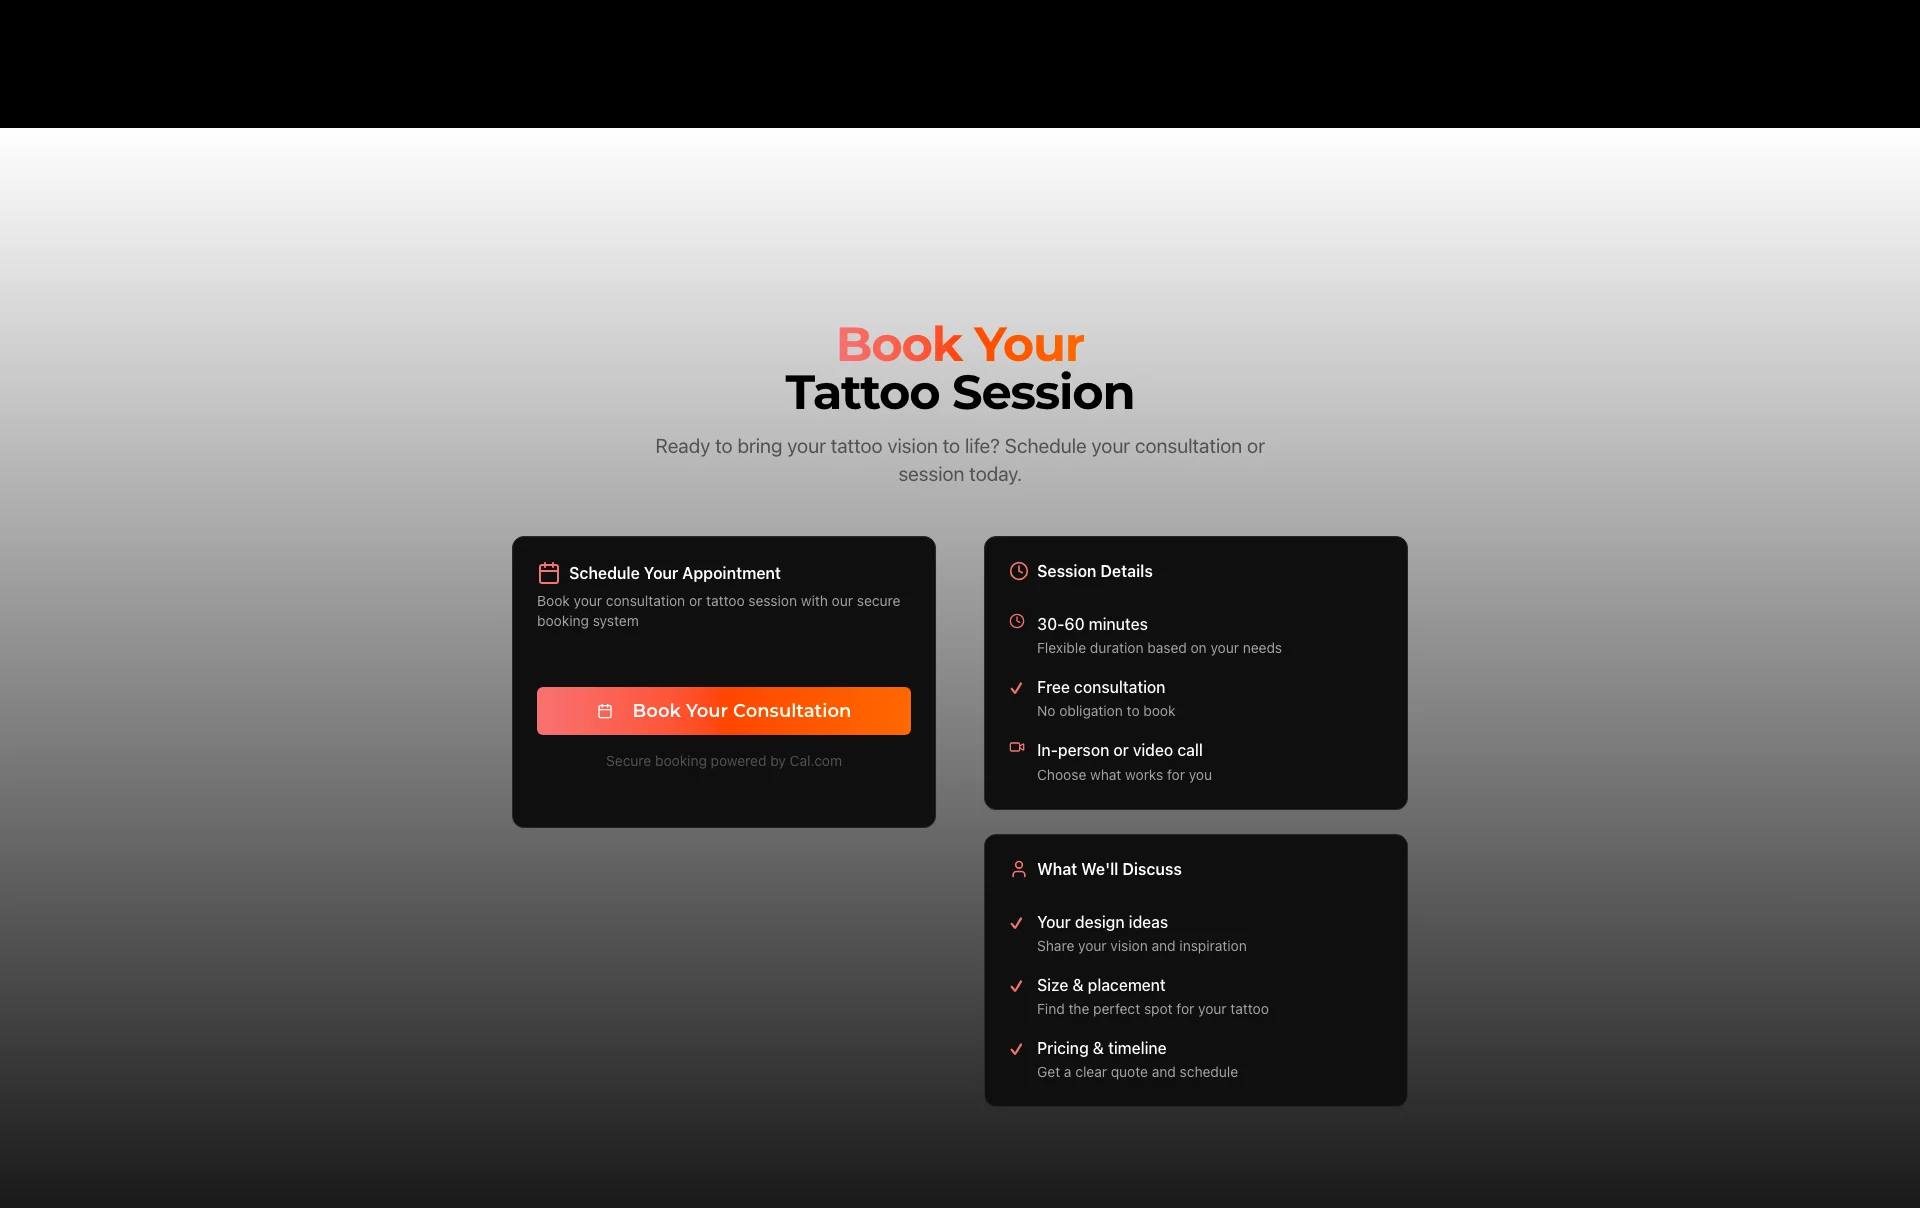 Book Your
Tattoo Session
Ready to bring your tattoo vision to life? Schedule your consultation or
session today.
Schedule Your Appointment
Book your consultation or tattoo session with our secure
booking system
Book Your Consultation
Secure booking powered by Cal.com
Session Details
30-60 minutes
Flexible duration based on your needs
Free consultation
No obligation to book
In-person or video call
Choose what works for you
What We'll Discuss
Your design ideas
Share your vision and inspiration
Size & placement
Find the perfect spot for your tattoo
Pricing & timeline
Get a clear quote and schedule